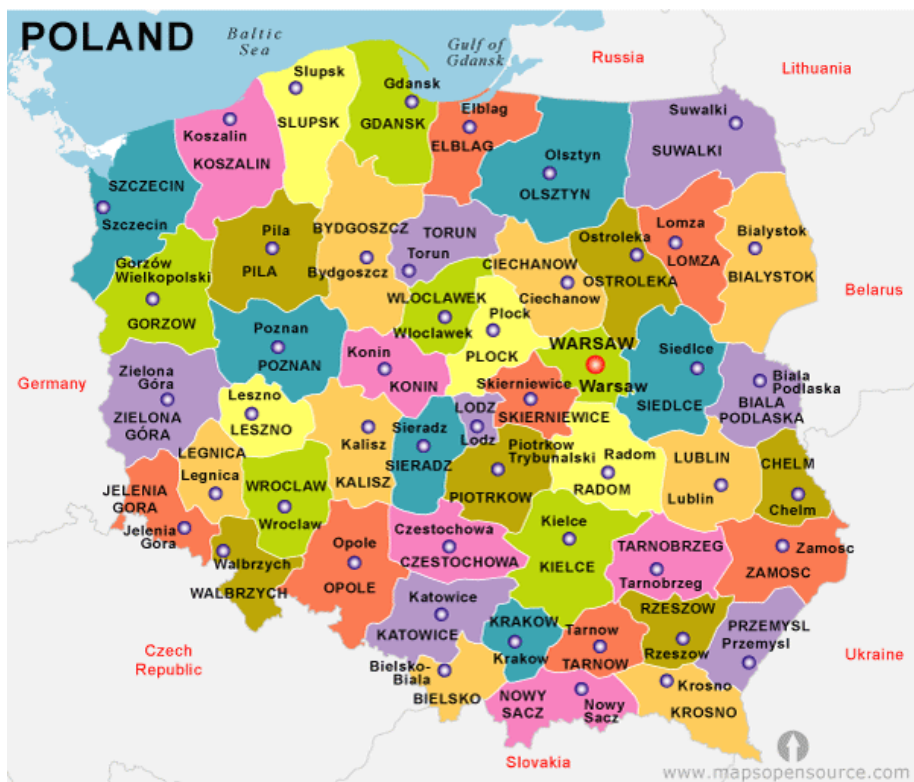 POLAND
Baltic
Sea
Gulf of
Gdansk
Russia
Lithuania
Slupsk
SLUPSK
Gdansk
GDANSK
Elblag
ELBLAG
Suwalki
SUWALKI
Koszalin
KOSZALIN
Olsztyn
OLSZTYN
SZCZECIN
Szczecin
Pila
PILA
BYDGOSZCZ
Bydgoszcz
TORUN
Torun
CIECHANOW
Ciechanow
Ostroleka
OSTROLEKA
Lomza
LOMZA
Bialystok
BIALYSTOK
Gorzów
Wielkopolski
GORZOW
WLOCLAWEK
Wloclawek
Plock
PLOCK
Belarus
Poznan
POZNAN
Konin
KONIN
WARSAW
Warsaw
Siedlce
SIEDLCE
Biala
Podlaska
BIALA
PODLASKA
Germany
Zielona
Góra
ZIELONA
GÓRA
Leszno
LESZNO
Kalisz
KALISZ
Sieradz
SIERADZ
LODZ
Lodz
Skierniewice
SKIERNIEWICE
Piotrkow
Trybunalski
PIOTRKOW
Radom
RADOM
LUBLIN
Lublin
CHELM
Chelm
LEGNICA
Legnica
JELENIA
GORA
Jelenia
Gora
WROCLAW
Wroclaw
Walbrzych
WALBRZYCH
Opole
OPOLE
Czestochowa
CZESTOCHOWA
Kielce
KIELCE
TARNOBRZEG
Tarnobrzeg
Zamosc
ZAMOSC
Katowice
KATOWICE
KRAKOW
Krakow
Tarnow
TARNOW
RZESZOW
Rzeszow
PRZEMYSL
Przemysl
Czech
Republic
Ukraine
Bielsko-
Biala
BIELSKO
NOWY
SACZ
Nowy
Sacz
Krosno
KROSNO
Slovakia
www.mapsopensource.com